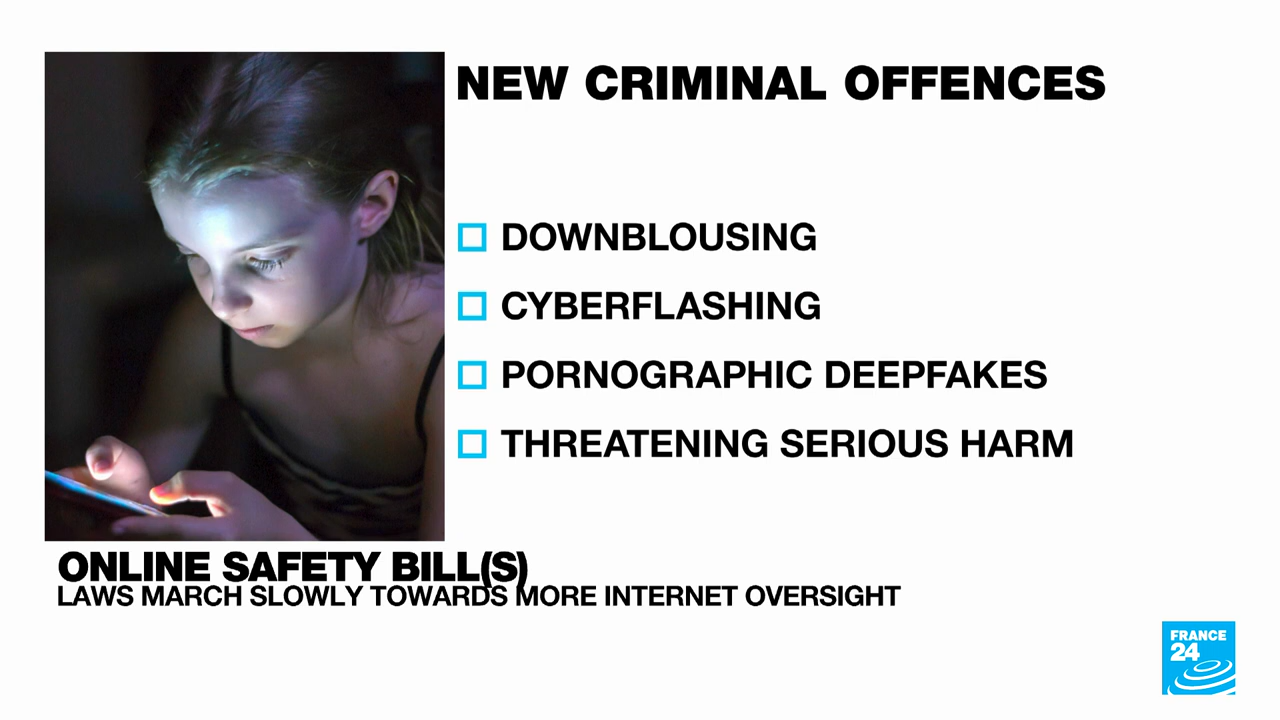 NEW CRIMINAL OFFENCES
DOWNBLOUSING
CYBERFLASHING
PORNOGRAPHIC DEEPFAKES
THREATENING SERIOUS HARM
ONLINE SAFETY BILL(S)
LAWS MARCH SLOWLY TOWARDS MORE INTERNET OVERSIGHT
FRANCE
24